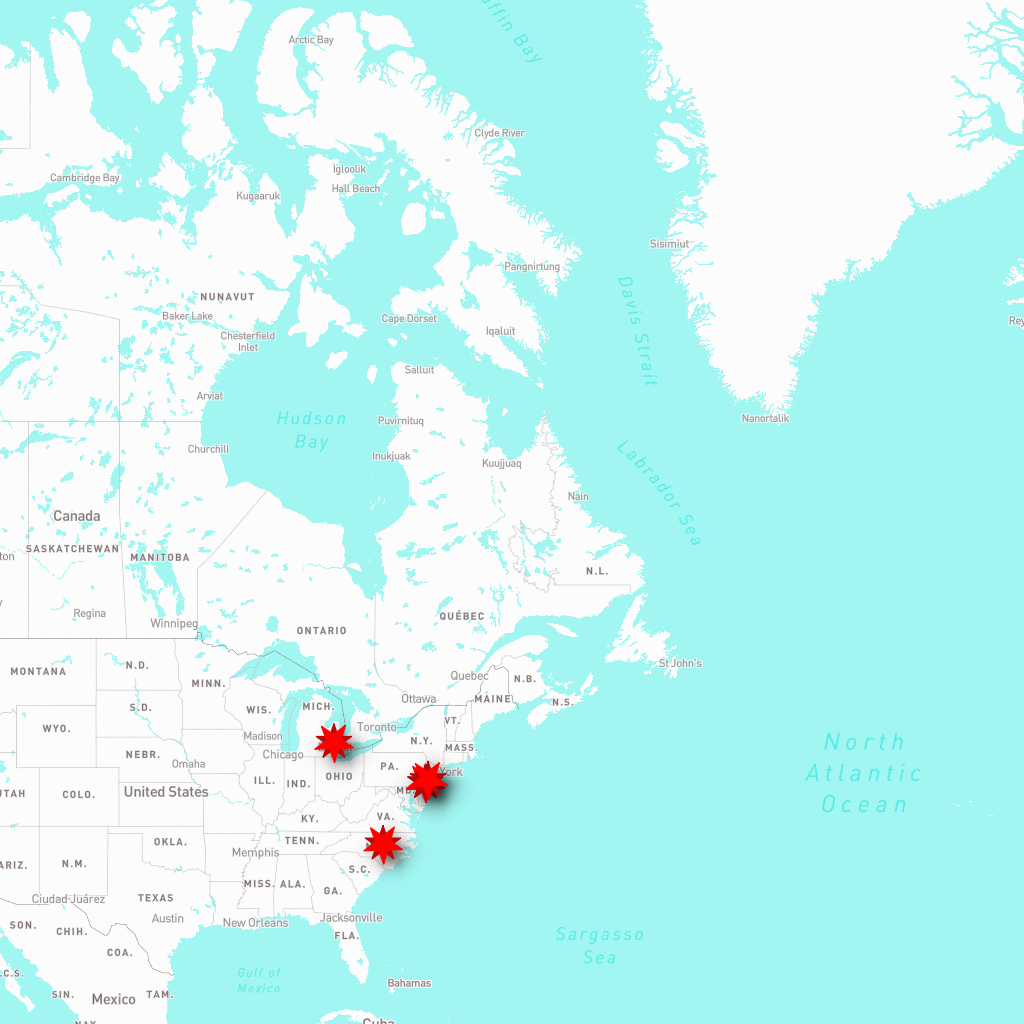 Arctic Bay
ffin Bay
Clyde River
Cambridge Bay
Igloolik
Hall Beach
Kugaaruk
Sisimiut
Pangnirtung
NUNAVUT
Baker Lake
Cape Dorset
Davis Strait
Rey
Chesterfield
Inlet
Iqaluit
Salluit
Arviat
Hudson
Bay
Puvirnituq
Nanortalik
Churchill
Inukjuak
Kuujjuaq
Labrador Sea
Nain
Canada
SASKATCHEWAN
MANITOBA
ton
N.L.
Regina
Winnipeg
QUÉBEC
ONTARIO
St John's
MONTANA
N.D.
MINN.
Quebec
N.B.
MAINE
N.S.
Ottawa
S.D.
WIS.
MICH.
VT.
WYO.
Toronto
Madison
N.Y.
MASS.
North
Atlantic
Ocean
NEBR.
Omaha
Chicago
PA.
York
OHIO
ILL.
IND.
MD.
UTAH
COLO.
United States
KY.
VA.
OKLA.
TENN.
Memphis
ARIZ.
N.M.
S.C.
MISS.
ALA.
GA.
Ciudad Juárez
TEXAS
Austin
New Orleans
Jacksonville
SON.
CHIH.
FLA.
Sargasso
Sea
COA.
Gulf of
Mexico
.C.S.
Bahamas
SIN.
Mexico
TAM.
NAY.
Cuba